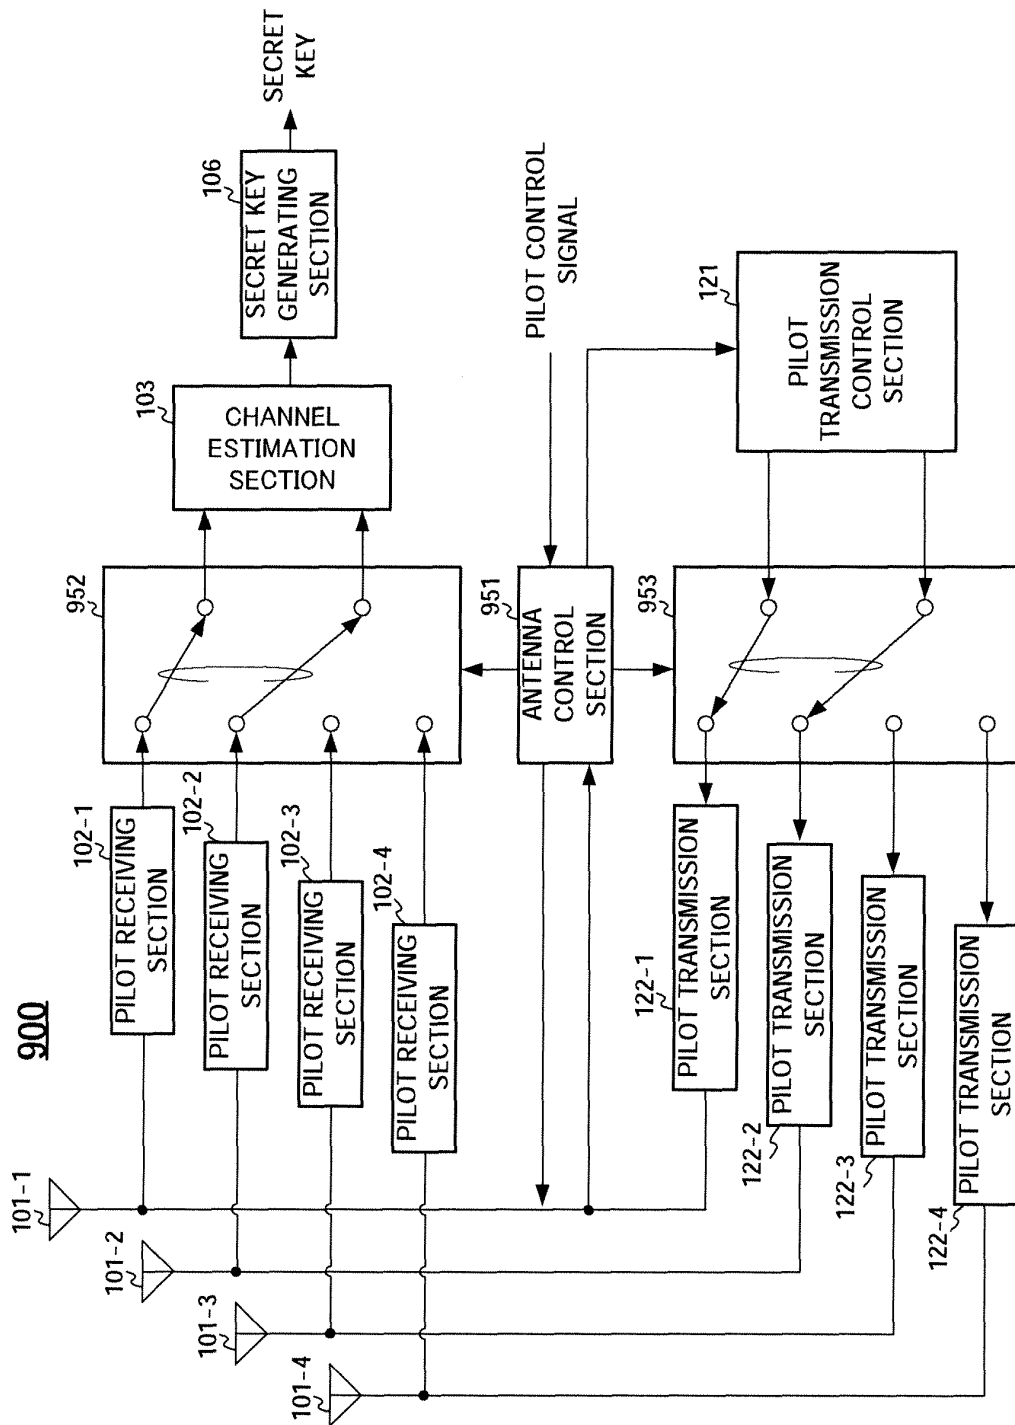 900
101-1
101-2
101-3
101-4
102-1
PILOT RECEIVING
SECTION
102-2
PILOT RECEIVING
SECTION
102-3
PILOT RECEIVING
SECTION
102-4
PILOT RECEIVING
SECTION
952
103
CHANNEL
ESTIMATION
SECTION
106
SECRET KEY
GENERATING
SECTION
SECRET
KEY
951
ANTENNA
CONTROL
SECTION
PILOT CONTROL
SIGNAL
122-1
PILOT TRANSMISSION
SECTION
122-2
PILOT TRANSMISSION
SECTION
122-3
PILOT TRANSMISSION
SECTION
122-4
PILOT TRANSMISSION
SECTION
953
121
PILOT
TRANSMISSION
CONTROL
SECTION